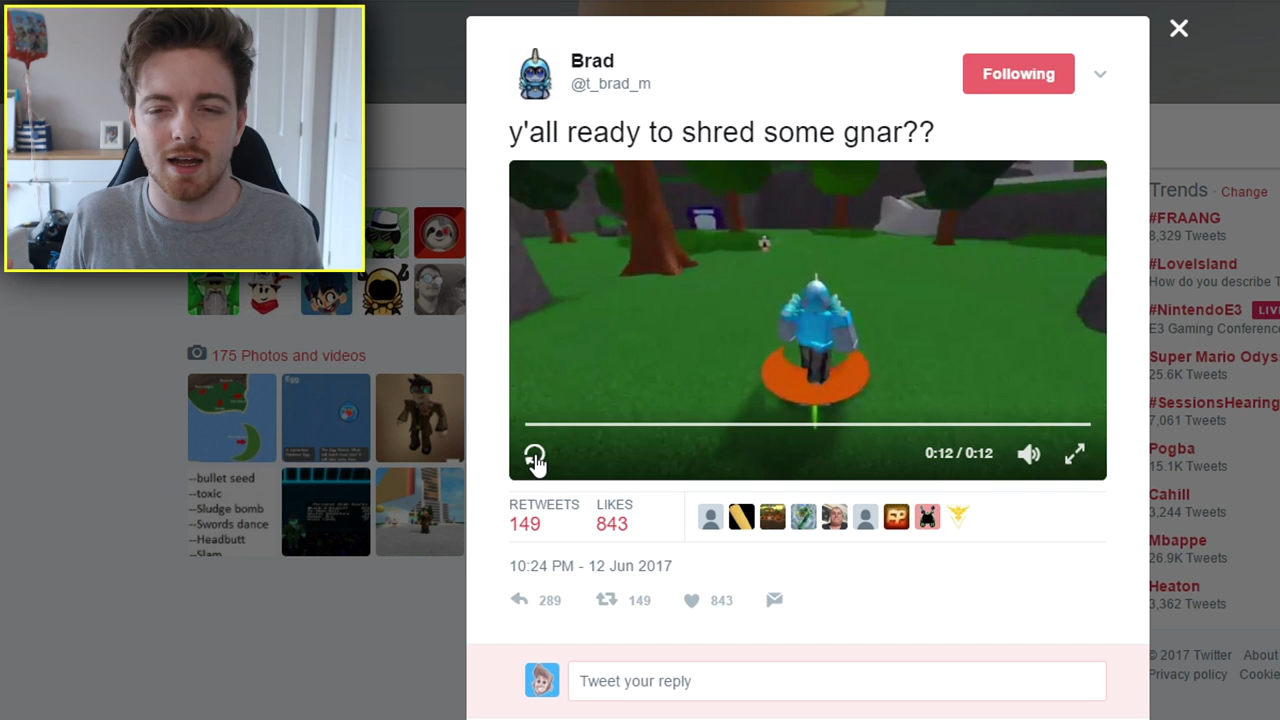 Brad
@t_brad_m
Following
y'all ready to shred some gnar??
0:12 / 0:12
RETWEETS LIKES
149 843
10:24 PM - 12 Jun 2017
289 149 843
Tweet your reply
175 Photos and videos
Egg
--bullet seed
--toxic
--Sludge bomb
--Swords dance
--Headbutt
--Slam
Trends · Change
#FRAANG
8,329 Tweets
#LoveIsland
How do you describe T
#NintendoE3 LIV
E3 Gaming Conferenc
Super Mario Odys
25.6K Tweets
#SessionsHearing
7,061 Tweets
Pogba
15.1K Tweets
Cahill
3,244 Tweets
Mbappe
26.9K Tweets
Heaton
3,362 Tweets
© 2017 Twitter About
Privacy policy Cookie